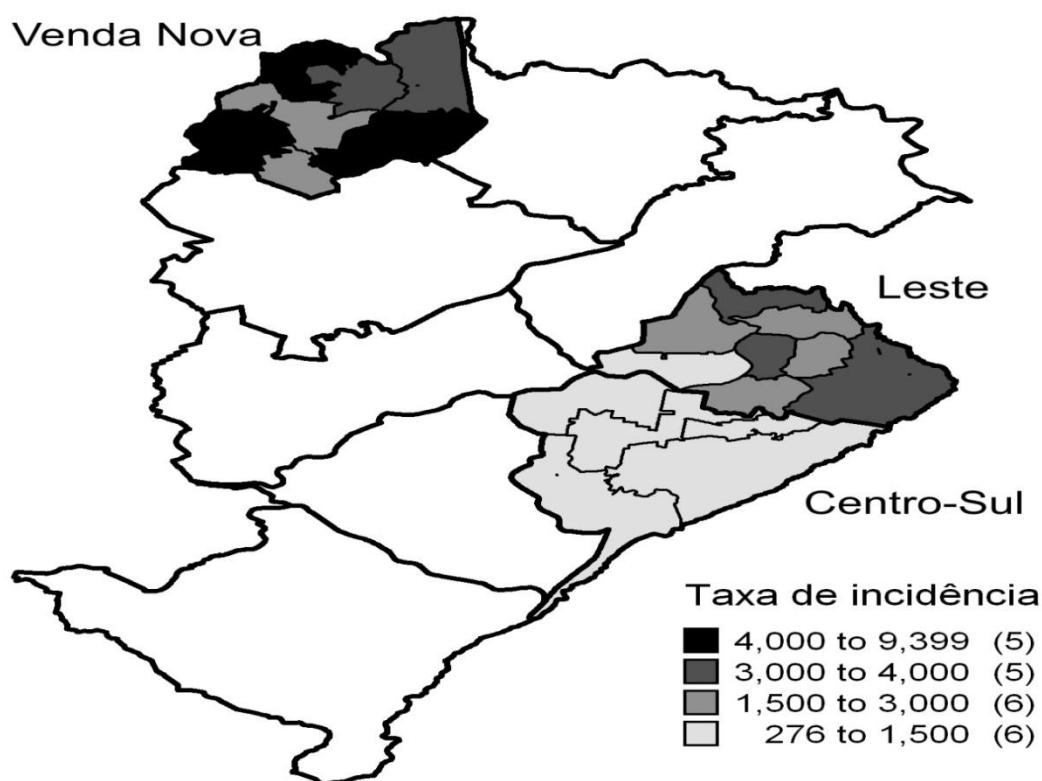 Venda Nova
Leste
Centro-Sul
Taxa de incidência
4,000 to 9,399 (5)
3,000 to 4,000 (5)
1,500 to 3,000 (6)
276 to 1,500 (6)